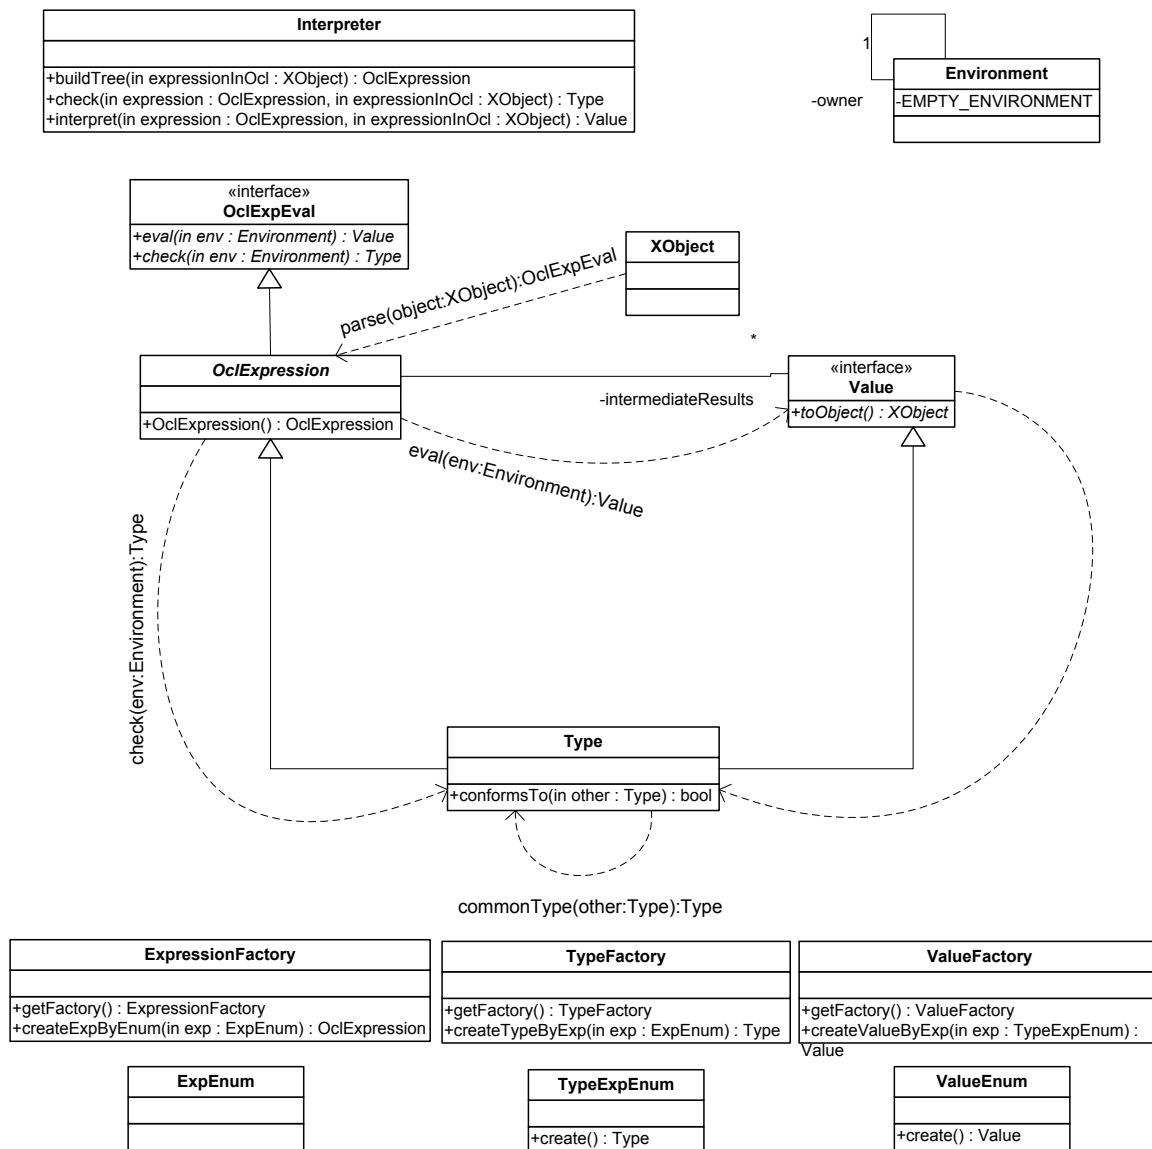 Interpreter
+buildTree(in expressionInOcl : XObject) : OclExpression
+check(in expression : OclExpression, in expressionInOcl : XObject) : Type
+interpret(in expression : OclExpression, in expressionInOcl : XObject) : Value
1
-owner
Environment
-EMPTY_ENVIRONMENT
«interface»
OclExpEval
+eval(in env : Environment) : Value
+check(in env : Environment) : Type
XObject
parse(object:XObject):OclExpEval
*
OclExpression
+OclExpression() : OclExpression
-intermediateResults
«interface»
Value
+toObject() : XObject
eval(env:Environment):Value
check(env:Environment):Type
Type
+conformsTo(in other : Type) : bool
commonType(other:Type):Type
ExpressionFactory
+getFactory() : ExpressionFactory
+createExpByEnum(in exp : ExpEnum) : OclExpression
TypeFactory
+getFactory() : TypeFactory
+createTypeByExp(in exp : ExpEnum) : Type
ValueFactory
+getFactory() : ValueFactory
+createValueByExp(in exp : TypeExpEnum) :
Value
ExpEnum
TypeExpEnum
+create() : Type
ValueEnum
+create() : Value